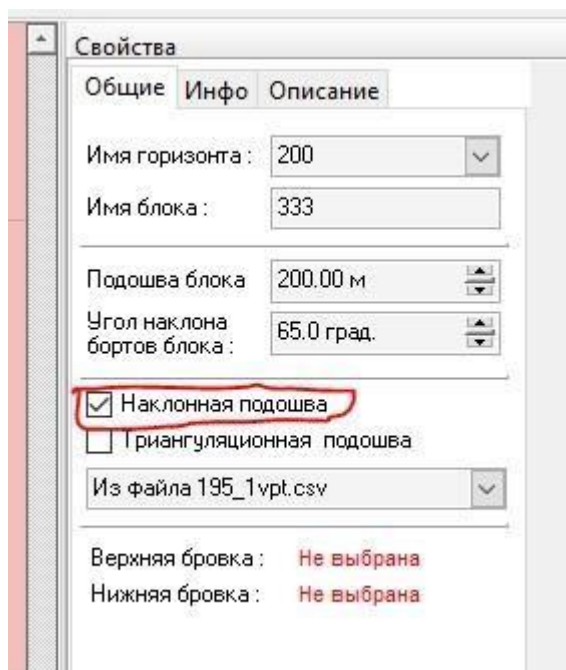 Свойства
Общие Инфо Описание
Имя горизонта : 200
Имя блока : 333
Подошва блока 200.00 м
Угол наклона
бортов блока : 65.0 град.
Наклонная подошва
Триангуляционная подошва
Из файла 195_1vpt.csv
Верхняя бровка : Не выбрана
Нижняя бровка : Не выбрана